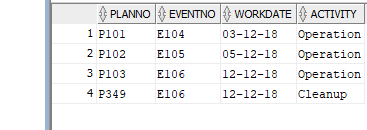 PLANNO EVENTNO WORKDATE ACTIVITY
1 P101 E104 03-12-18 Operation
2 P102 E105 05-12-18 Operation
3 P103 E106 12-12-18 Operation
4 P349 E106 12-12-18 Cleanup